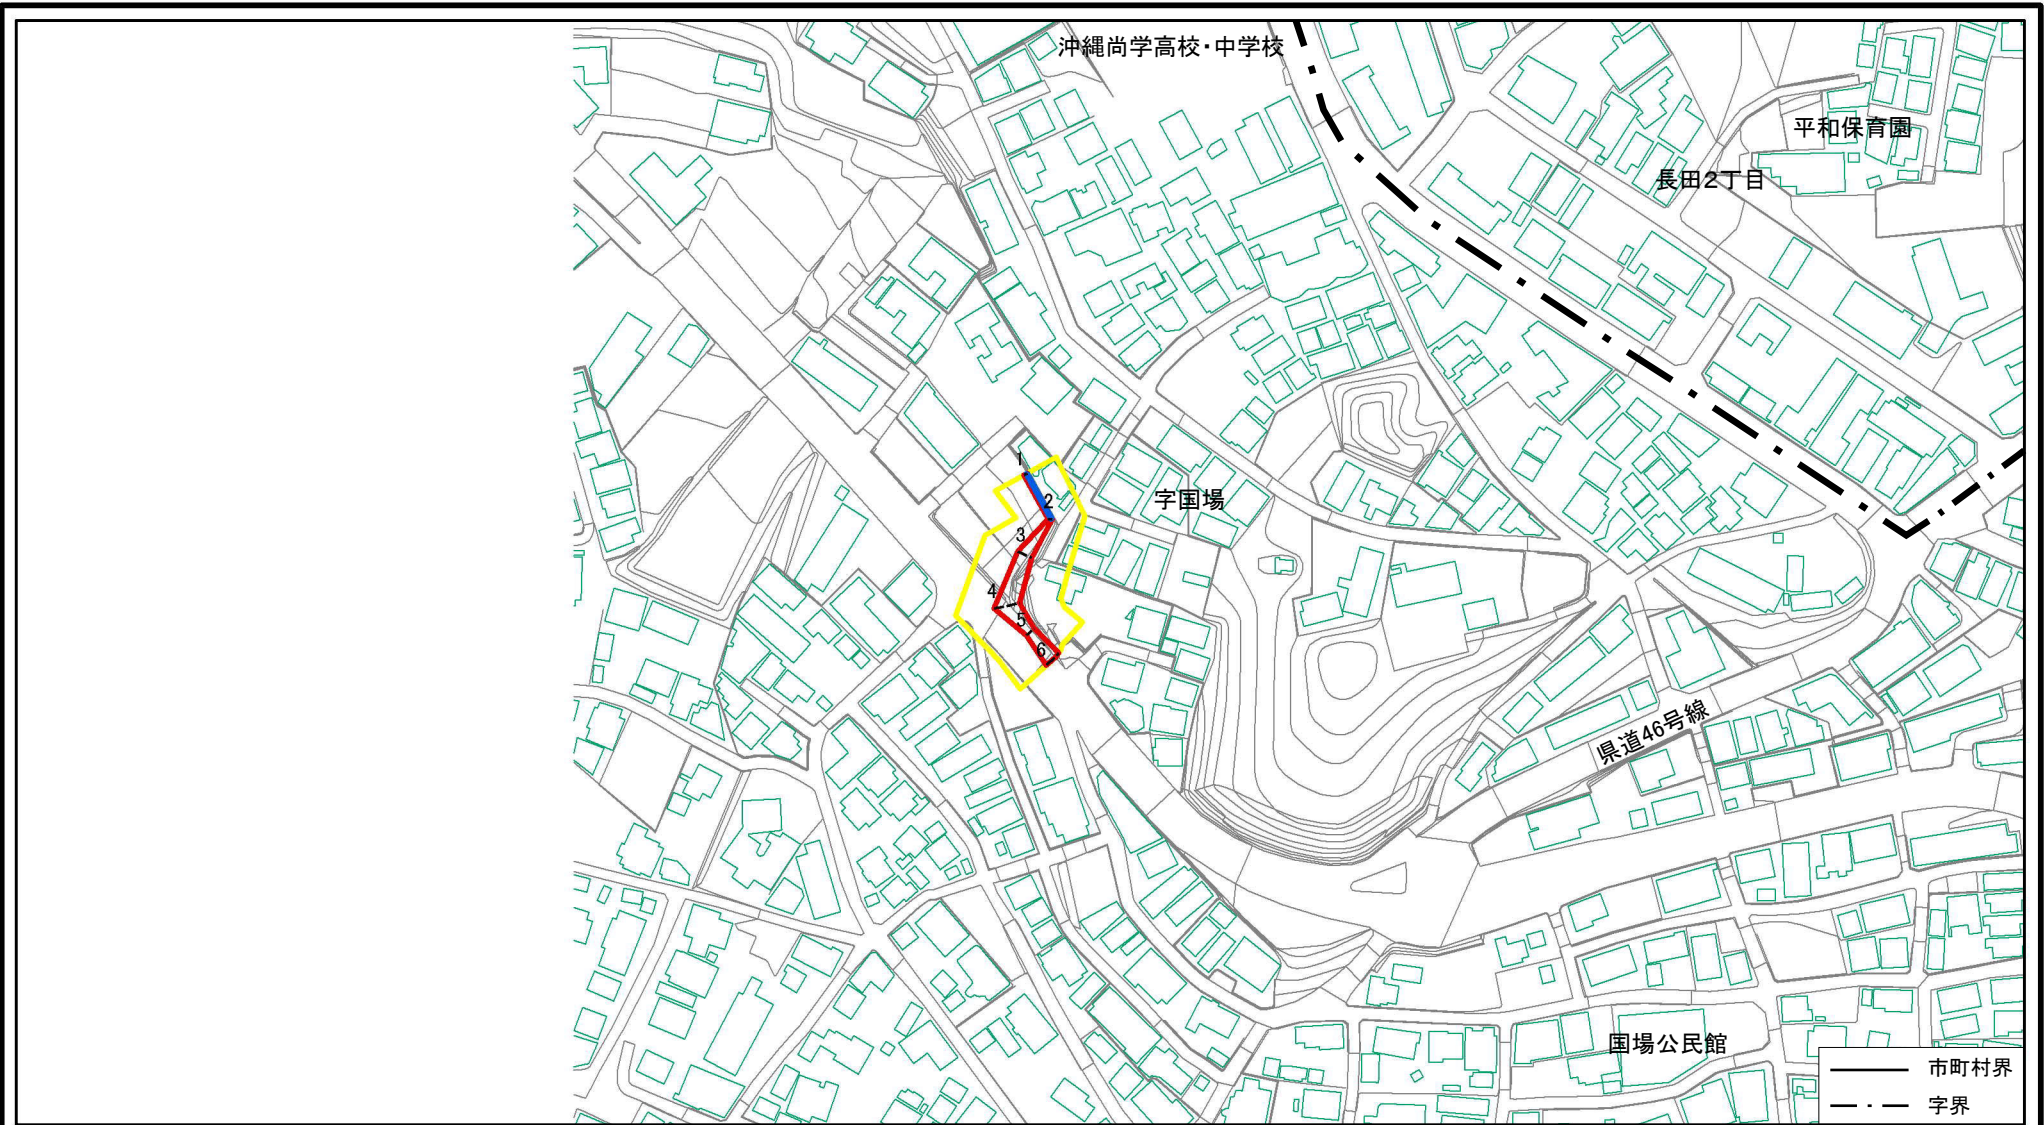 沖縄尚学高校・中学校
平和保育園
長田2丁目
1
2
字国場
3
4
5
6
県道46号線
国場公民館
市町村界
字界